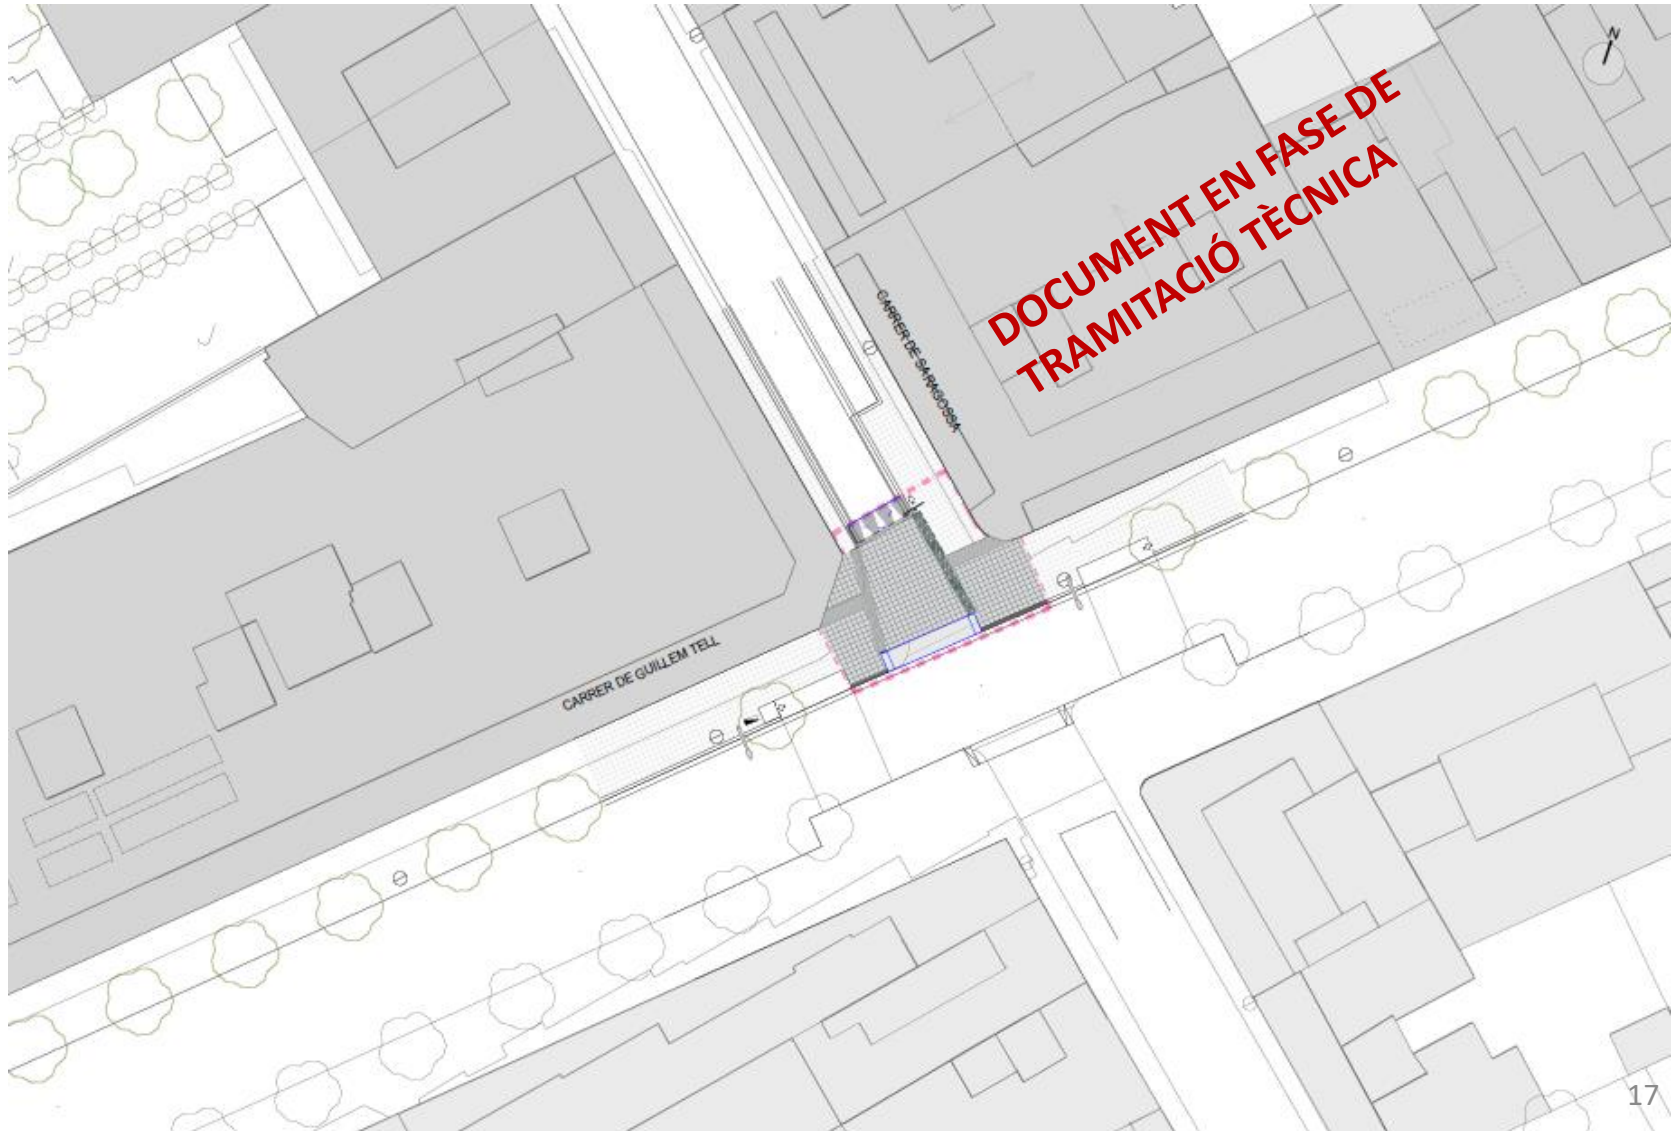 N
DOCUMENT EN FASE DE
TRAMITACIÓ TÈCNICA
CARRER DE SARAGOSSA
CARRER DE GUILLEM TELL
17